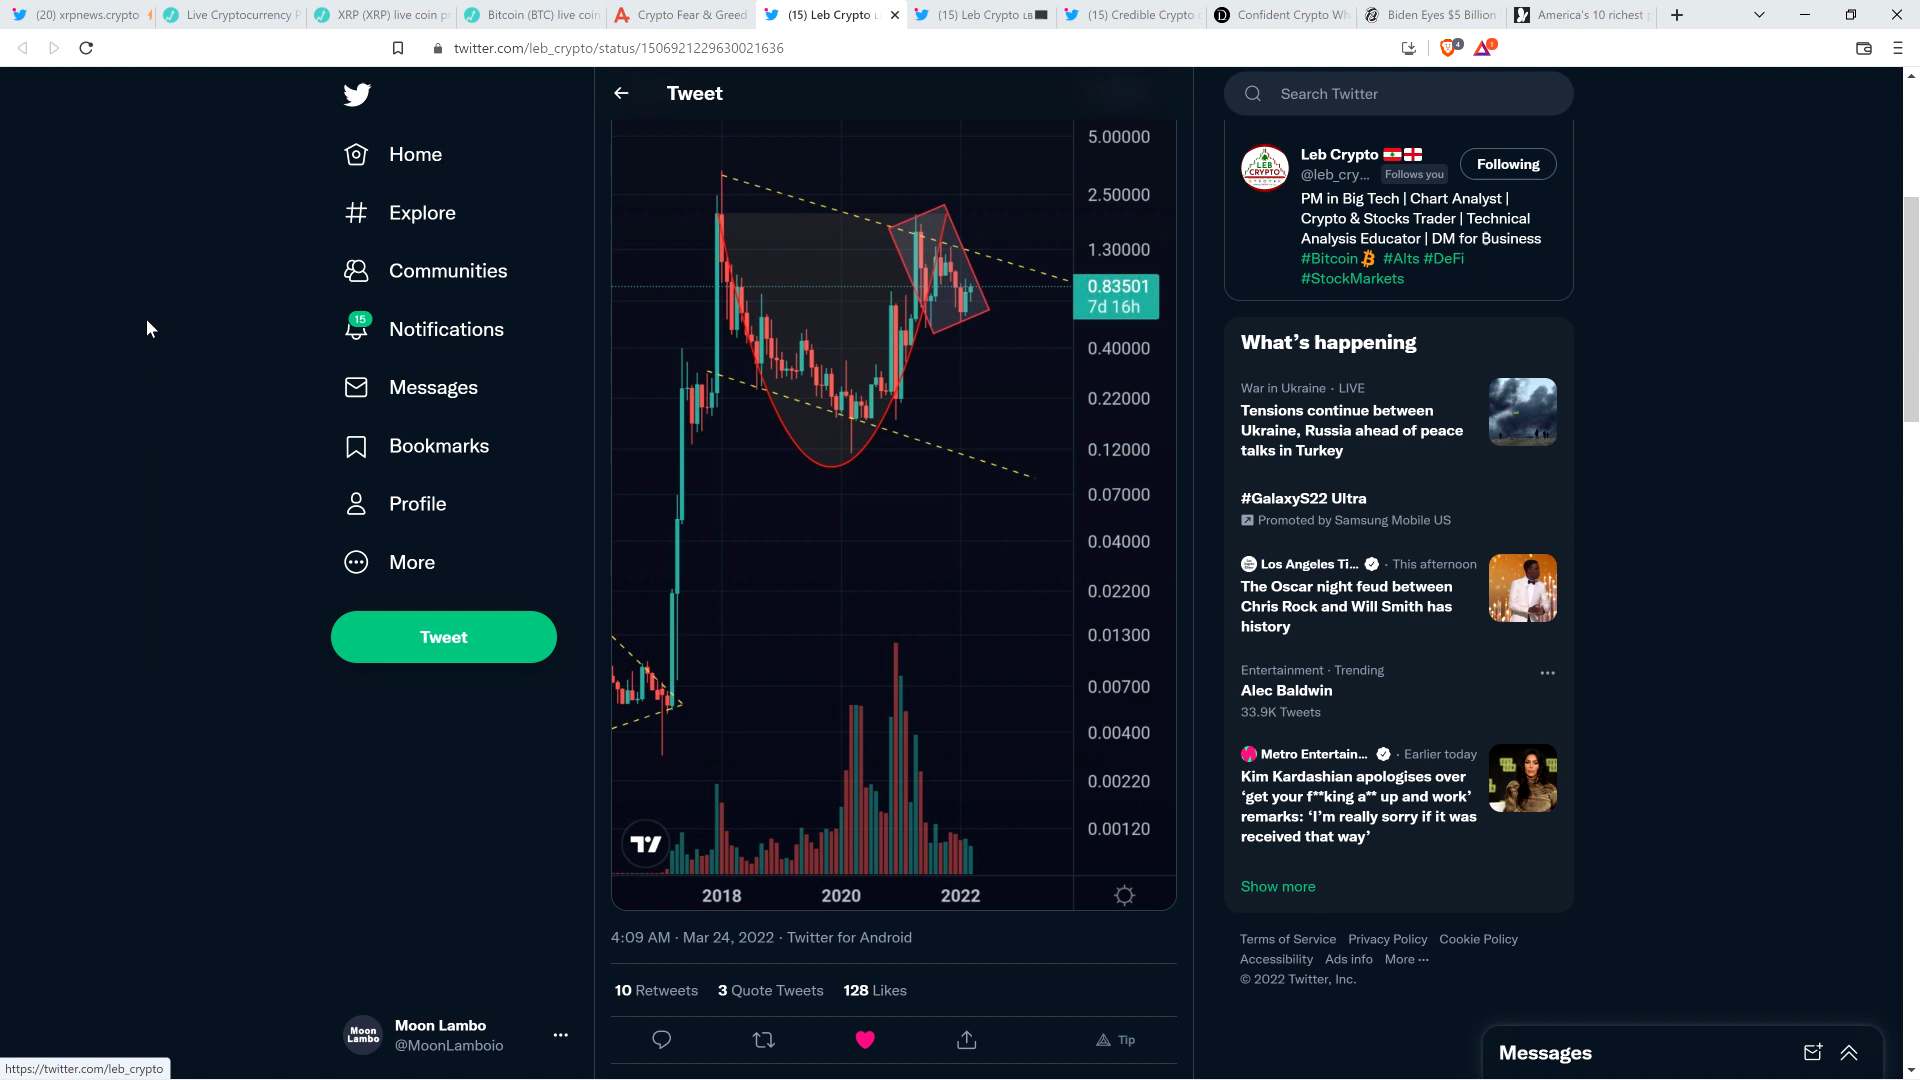 (20) xrpnews.crypto
Live Cryptocurrency P
XRP (XRP) live coin pr
Bitcoin (BTC) live coin
Crypto Fear & Greed
(15) Leb Crypto
(15) Leb Crypto LB
(15) Credible Crypto
Confident Crypto Wh
Biden Eyes $5 Billion
America's 10 richest p
twitter.com/leb_crypto/status/1506921229630021636
4
1
Home
Explore
Communities
15
Notifications
Messages
Bookmarks
Profile
More
Tweet
Moon Lambo
Moon Lambo
@MoonLamboio
https://twitter.com/leb_crypto
Tweet
5.00000
2.50000
1.30000
0.83501
7d 16h
0.40000
0.22000
0.12000
0.07000
0.04000
0.02200
0.01300
0.00700
0.00400
0.00220
0.00120
2018
2020
2022
4:09 AM · Mar 24, 2022 · Twitter for Android
10 Retweets 3 Quote Tweets 128 Likes
Tip
Search Twitter
LEB CRYPTO
Leb Crypto
Following
@leb_cry... Follows you
PM in Big Tech | Chart Analyst |
Crypto & Stocks Trader | Technical
Analysis Educator | DM for ₿usiness
#Bitcoin #Alts #DeFi
#StockMarkets
What's happening
War in Ukraine · LIVE
Tensions continue between
Ukraine, Russia ahead of peace
talks in Turkey
#GalaxyS22 Ultra
Promoted by Samsung Mobile US
Los Angeles Ti... · This afternoon
The Oscar night feud between
Chris Rock and Will Smith has
history
Entertainment · Trending
Alec Baldwin
33.9K Tweets
Metro Entertain... · Earlier today
Kim Kardashian apologises over
‘get your f**king a** up and work’
remarks: ‘I’m really sorry if it was
received that way’
Show more
Terms of Service Privacy Policy Cookie Policy
Accessibility Ads info More ···
© 2022 Twitter, Inc.
Messages